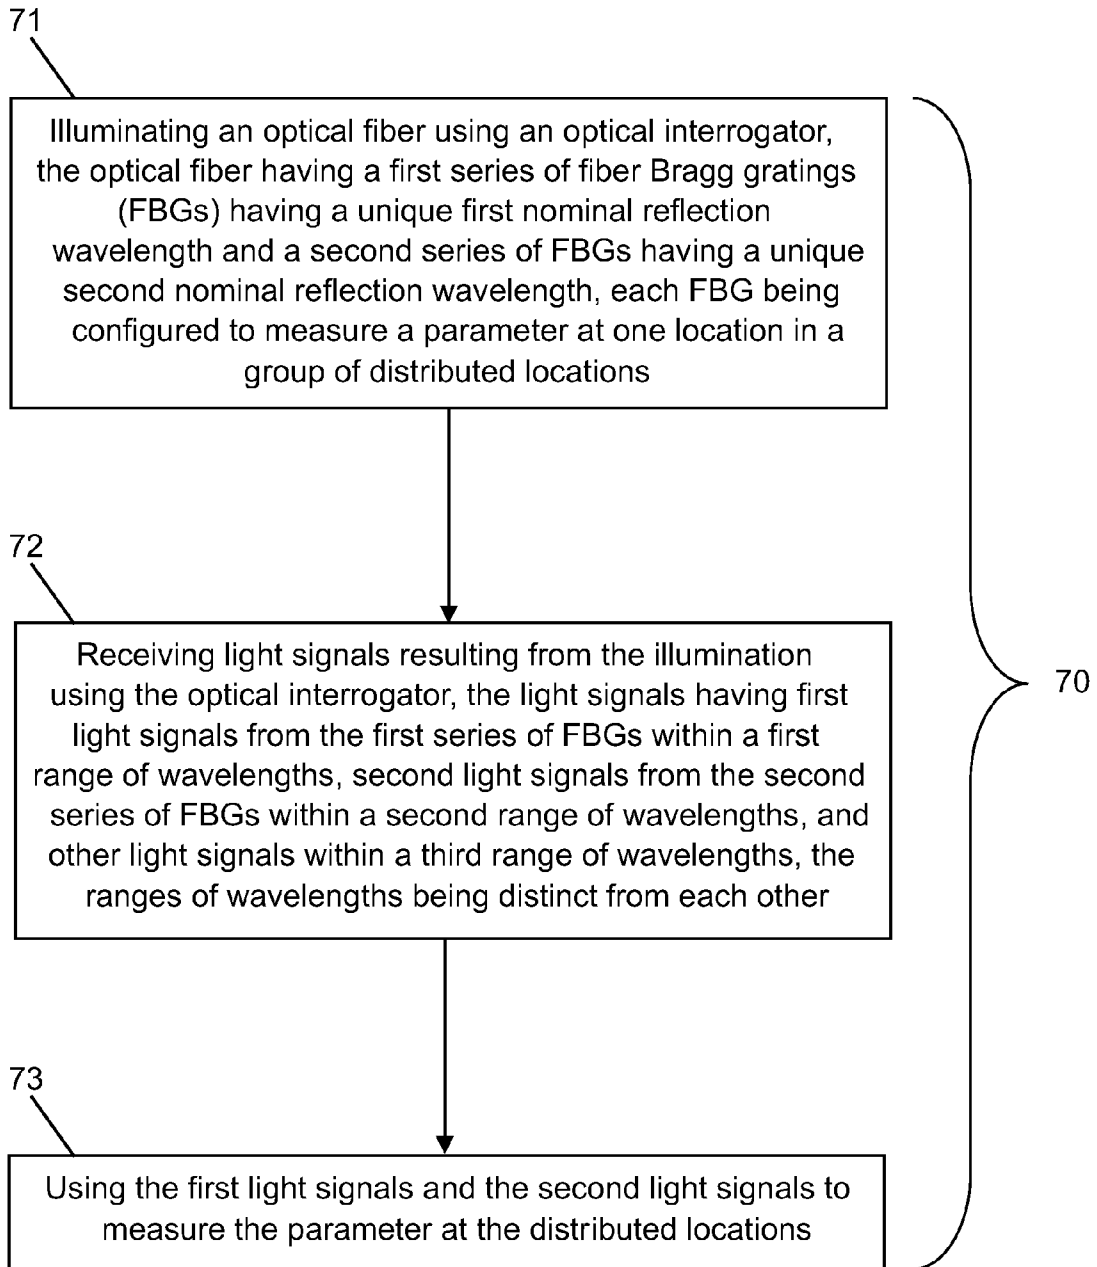 71
Illuminating an optical fiber using an optical interrogator,
the optical fiber having a first series of fiber Bragg gratings
(FBGs) having a unique first nominal reflection
wavelength and a second series of FBGs having a unique
second nominal reflection wavelength, each FBG being
configured to measure a parameter at one location in a
group of distributed locations
72
Receiving light signals resulting from the illumination
using the optical interrogator, the light signals having first
light signals from the first series of FBGs within a first
range of wavelengths, second light signals from the second
series of FBGs within a second range of wavelengths, and
other light signals within a third range of wavelengths, the
ranges of wavelengths being distinct from each other
70
73
Using the first light signals and the second light signals to
measure the parameter at the distributed locations